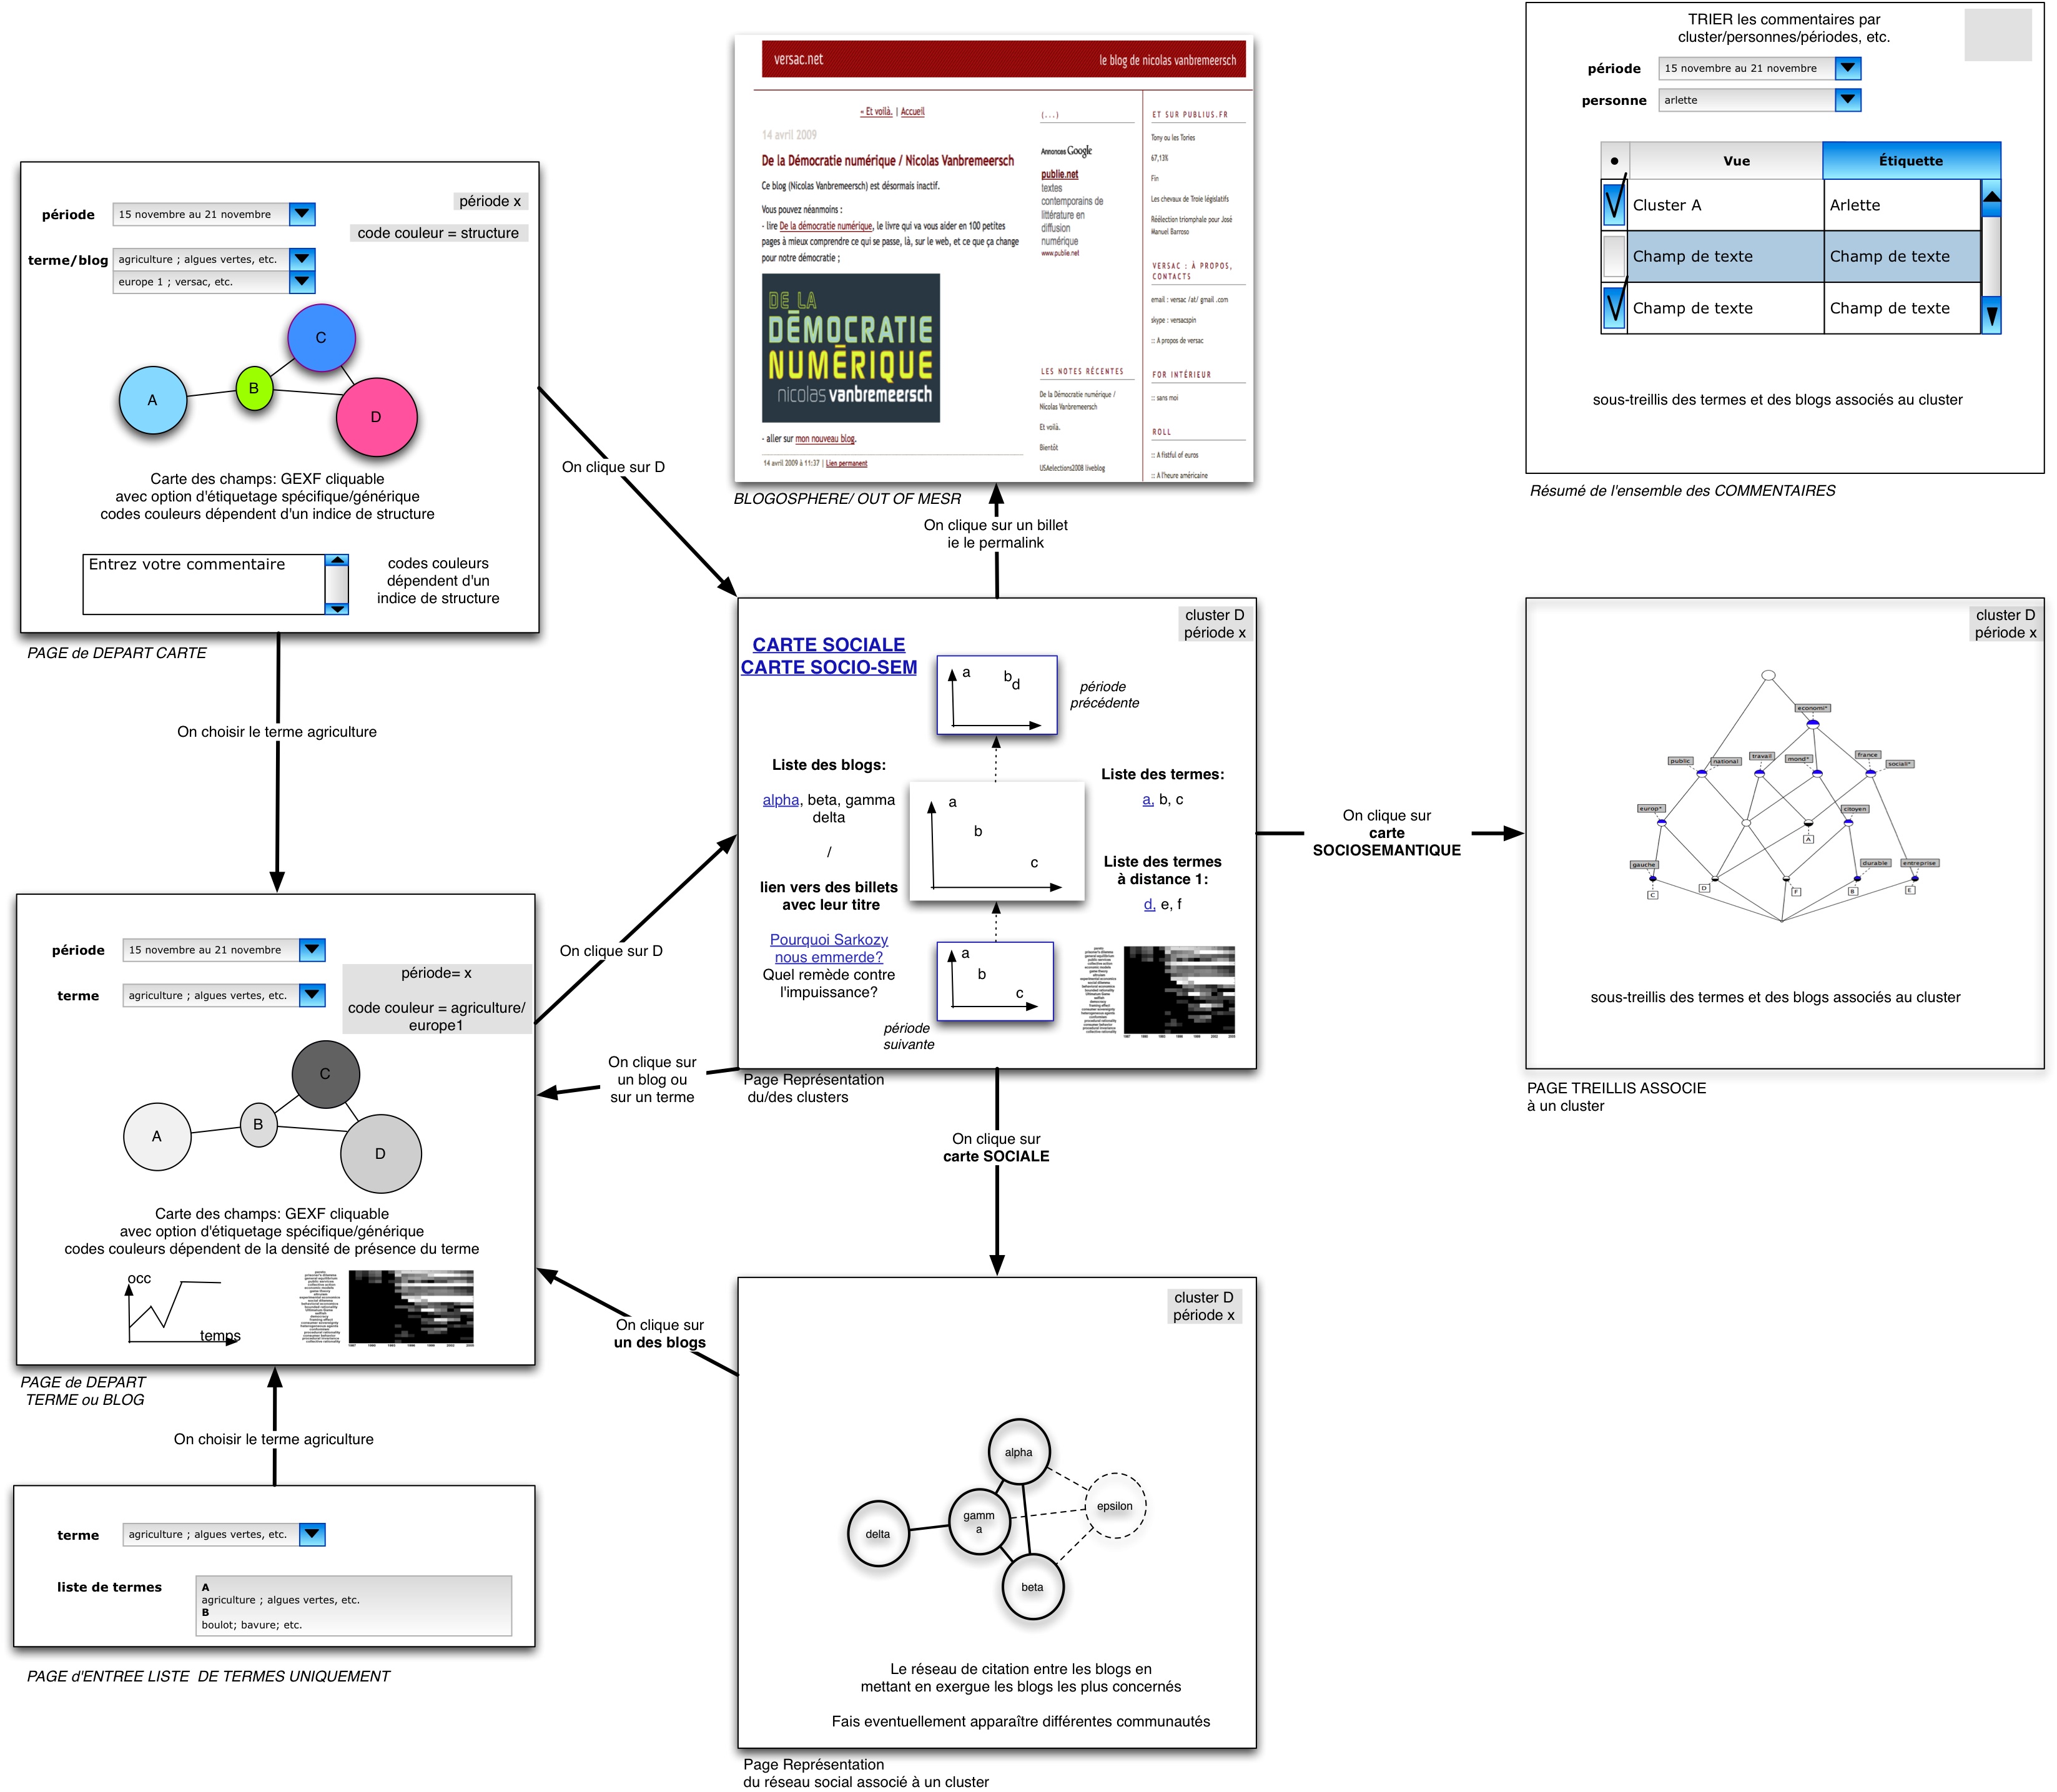 période x
période
15 novembre au 21 novembre
code couleur = structure
terme/blog
agriculture ; algues vertes, etc.
europe 1 ; versac, etc.
C
A
B
D
Carte des champs: GEXF cliquable
avec option d'étiquetage spécifique/générique
codes couleurs dépendent d'un indice de structure
Entrez votre commentaire
codes couleurs
dépendent d'un
indice de structure
PAGE de DEPART CARTE
On clique sur D
On choisir le terme agriculture
versac.net
le blog de nicolas vanbremeersch
« Et voilà. | Accueil
14 avril 2009
De la Démocratie numérique / Nicolas Vanbremeersch
Ce blog (Nicolas Vanbremeersch) est désormais inactif.
Vous pouvez néanmoins :
- lire De la démocratie numérique, le livre qui va vous aider en 100 petites
pages à mieux comprendre ce qui se passe, là, sur le web, et ce que ça change
pour notre démocratie ;
DE LA
DÉMOCRATIE
NUMÉRIQUE
nicolas vanbremeersch
- aller sur mon nouveau blog.
14 avril 2009 à 11:37 | Lien permanent
(...)
Annonces Google
publie.net
textes
contemporains de
littérature en
diffusion
numérique
www.publie.net
LES NOTES RÉCENTES
De la Démocratie numérique /
Nicolas Vanbremeersch
Et voilà.
Bientôt
USAelections2008 liveblog
ET SUR PUBLIUS.FR
Tony ou les Tories
67,13%
Fin
Les chevaux de Troie législatifs
Réélection triomphale pour José
Manuel Barroso
VERSAC : À PROPOS,
CONTACTS
email : versac /at/ gmail .com
skype : versacspin
:: A propos de versac
FOR INTÉRIEUR
:: sans moi
ROLL
:: A fistful of euros
:: A l'heure américaine
BLOGOSPHERE/ OUT OF MESR
On clique sur un billet
ie le permalink
TRIER les commentaires par
cluster/personnes/périodes, etc.
période
15 novembre au 21 novembre
personne
arlette
Vue
Étiquette
Cluster A
Arlette
Champ de texte
Champ de texte
Champ de texte
Champ de texte
sous-treillis des termes et des blogs associés au cluster
Résumé de l'ensemble des COMMENTAIRES
cluster D
période x
CARTE SOCIALE
CARTE SOCIO-SEM
a
b
d
période
précédente
Liste des blogs:
alpha, beta, gamma
delta
/
lien vers des billets
avec leur titre
Pourquoi Sarkozy
nous emmerde?
Quel remède contre
l'impuissance?
a
b
c
Liste des termes:
a, b, c
Liste des termes
à distance 1:
d, e, f
a
b
c
période
suivante
Page Représentation
du/des clusters
On clique sur
carte
SOCIOSEMANTIQUE
cluster D
période x
economi*
public
national
travail
mond*
france
sociali*
europ*
citoyen
A
gauche
durable
entreprise
C
D
F
B
E
sous-treillis des termes et des blogs associés au cluster
PAGE TREILLIS ASSOCIE
à un cluster
période
15 novembre au 21 novembre
terme
agriculture ; algues vertes, etc.
période= x
code couleur = agriculture/
europe1
C
A
B
D
Carte des champs: GEXF cliquable
avec option d'étiquetage spécifique/générique
codes couleurs dépendent de la densité de présence du terme
occ
temps
PAGE de DEPART
TERME ou BLOG
On clique sur D
On clique sur
un blog ou
sur un terme
On clique sur
carte SOCIALE
On clique sur
un des blogs
On choisir le terme agriculture
terme
agriculture ; algues vertes, etc.
liste de termes
A
agriculture ; algues vertes, etc.
B
boulot; bavure; etc.
PAGE d'ENTREE LISTE DE TERMES UNIQUEMENT
cluster D
période x
alpha
epsilon
gamm
a
delta
beta
Le réseau de citation entre les blogs en
mettant en exergue les blogs les plus concernés
Fais eventuellement apparaître différentes communautés
Page Représentation
du réseau social associé à un cluster